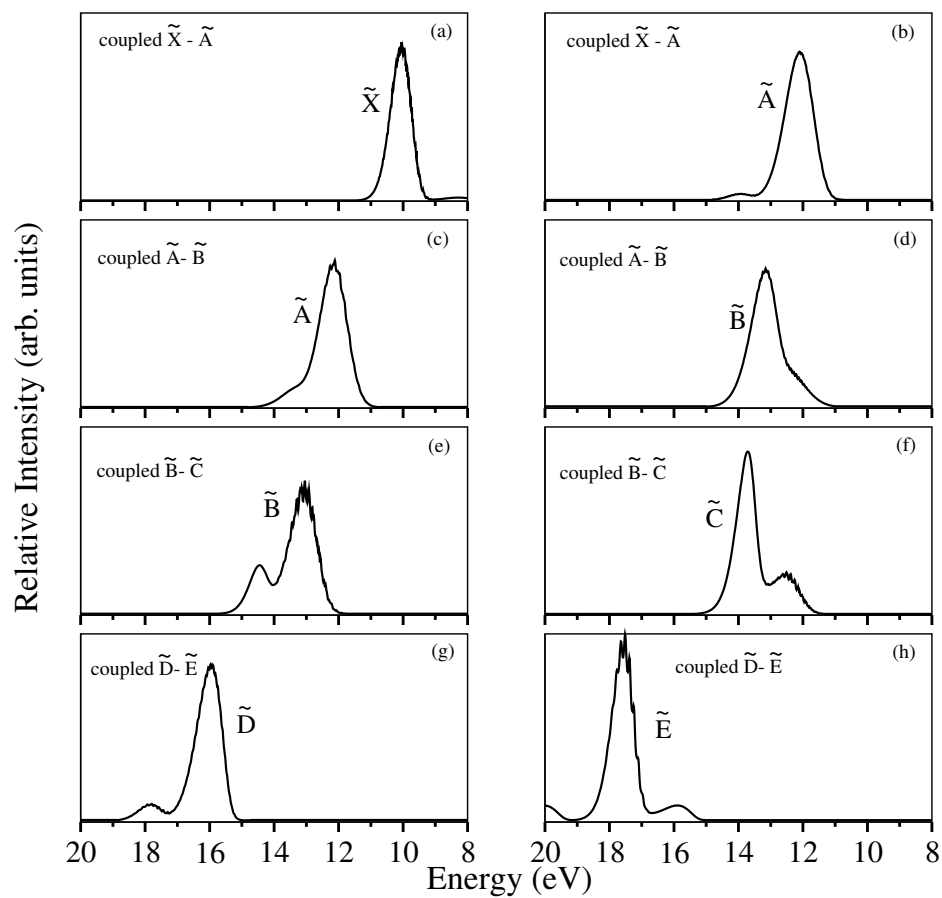 coupled X̃ - Ã (a)
X̃
coupled X̃ - Ã (b)
Ã
coupled Ã- B̃ (c)
Ã
coupled Ã- B̃ (d)
B̃
coupled B̃- C̃ (e)
B̃
coupled B̃- C̃ (f)
C̃
coupled D̃- Ẽ (g)
D̃
coupled D̃- Ẽ (h)
Ẽ
20 18 16 14 12 10 8
20 18 16 14 12 10 8
Energy (eV)
Relative Intensity (arb. units)